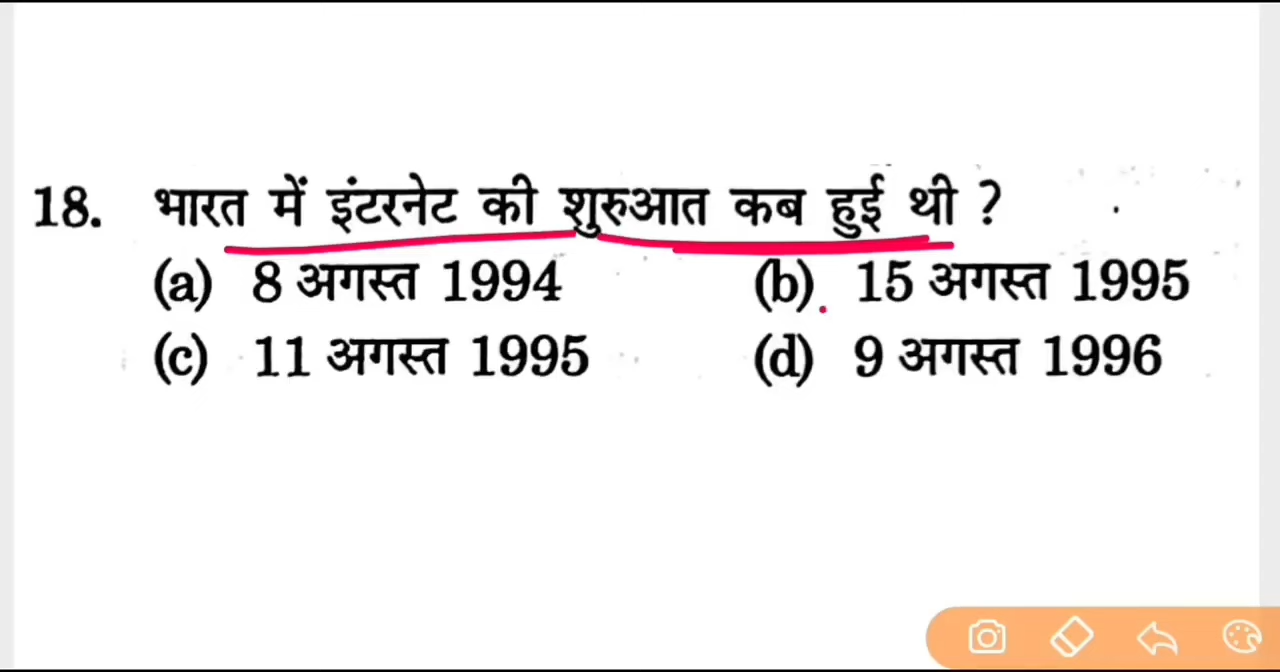 18. भारत में इंटरनेट की शुरुआत कब हुई थी ?
(a) 8 अगस्त 1994 (b) 15 अगस्त 1995
(c) 11 अगस्त 1995 (d) 9 अगस्त 1996